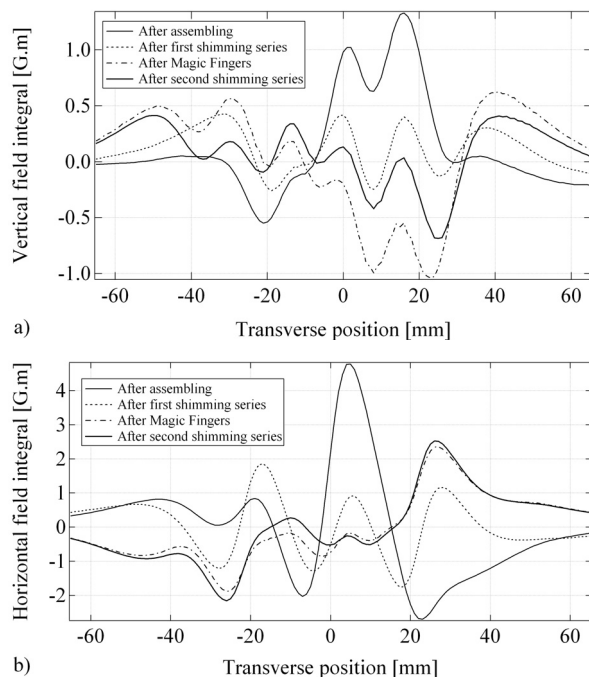 After assembling
After first shimming series
After Magic Fingers
After second shimming series
Vertical field integral [G.m]
1.0
0.5
0.0
-0.5
-1.0
-60 -40 -20 0 20 40 60
a) Transverse position [mm]
After assembling
After first shimming series
After Magic Fingers
After second shimming series
Horizontal field integral [G.m]
4
3
2
1
0
-1
-2
-60 -40 -20 0 20 40 60
b) Transverse position [mm]